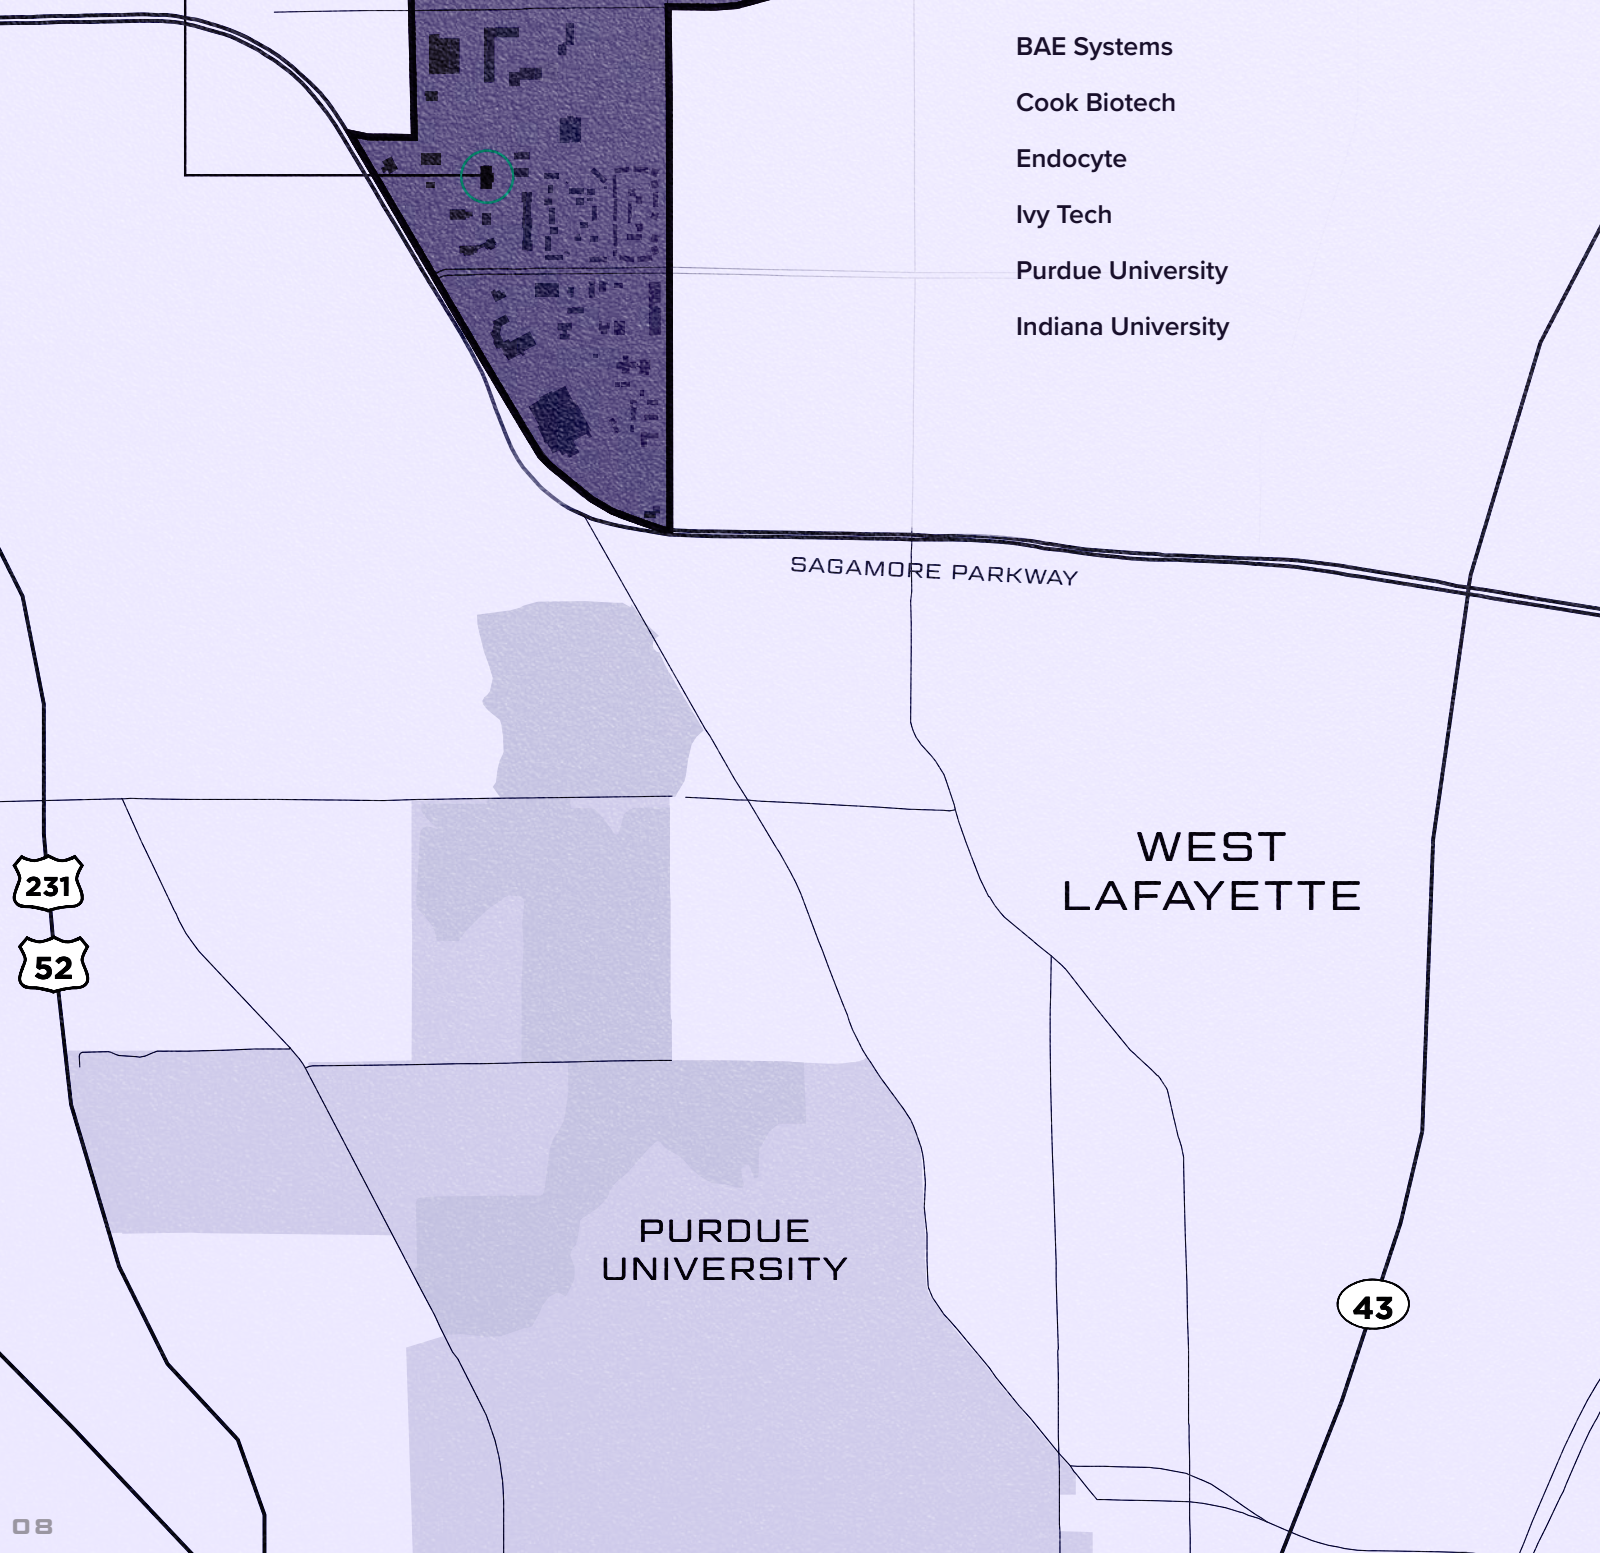 BAE Systems
Cook Biotech
Endocyte
Ivy Tech
Purdue University
Indiana University
SAGAMORE PARKWAY
WEST
LAFAYETTE
231
52
PURDUE
UNIVERSITY
43
08